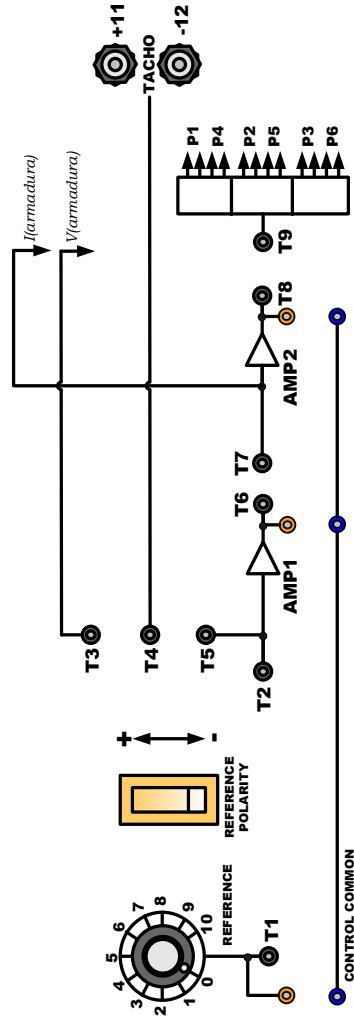 +11
-12
TACHO
I(armadura)
V(armadura)
P1
P4
P2
P5
P3
P6
T9
T8
AMP2
T7
T6
AMP1
T3
T4
T5
T2
+
-
REFERENCE
POLARITY
0
1
2
3
4
5
6
7
8
9
10
REFERENCE
T1
CONTROL COMMON